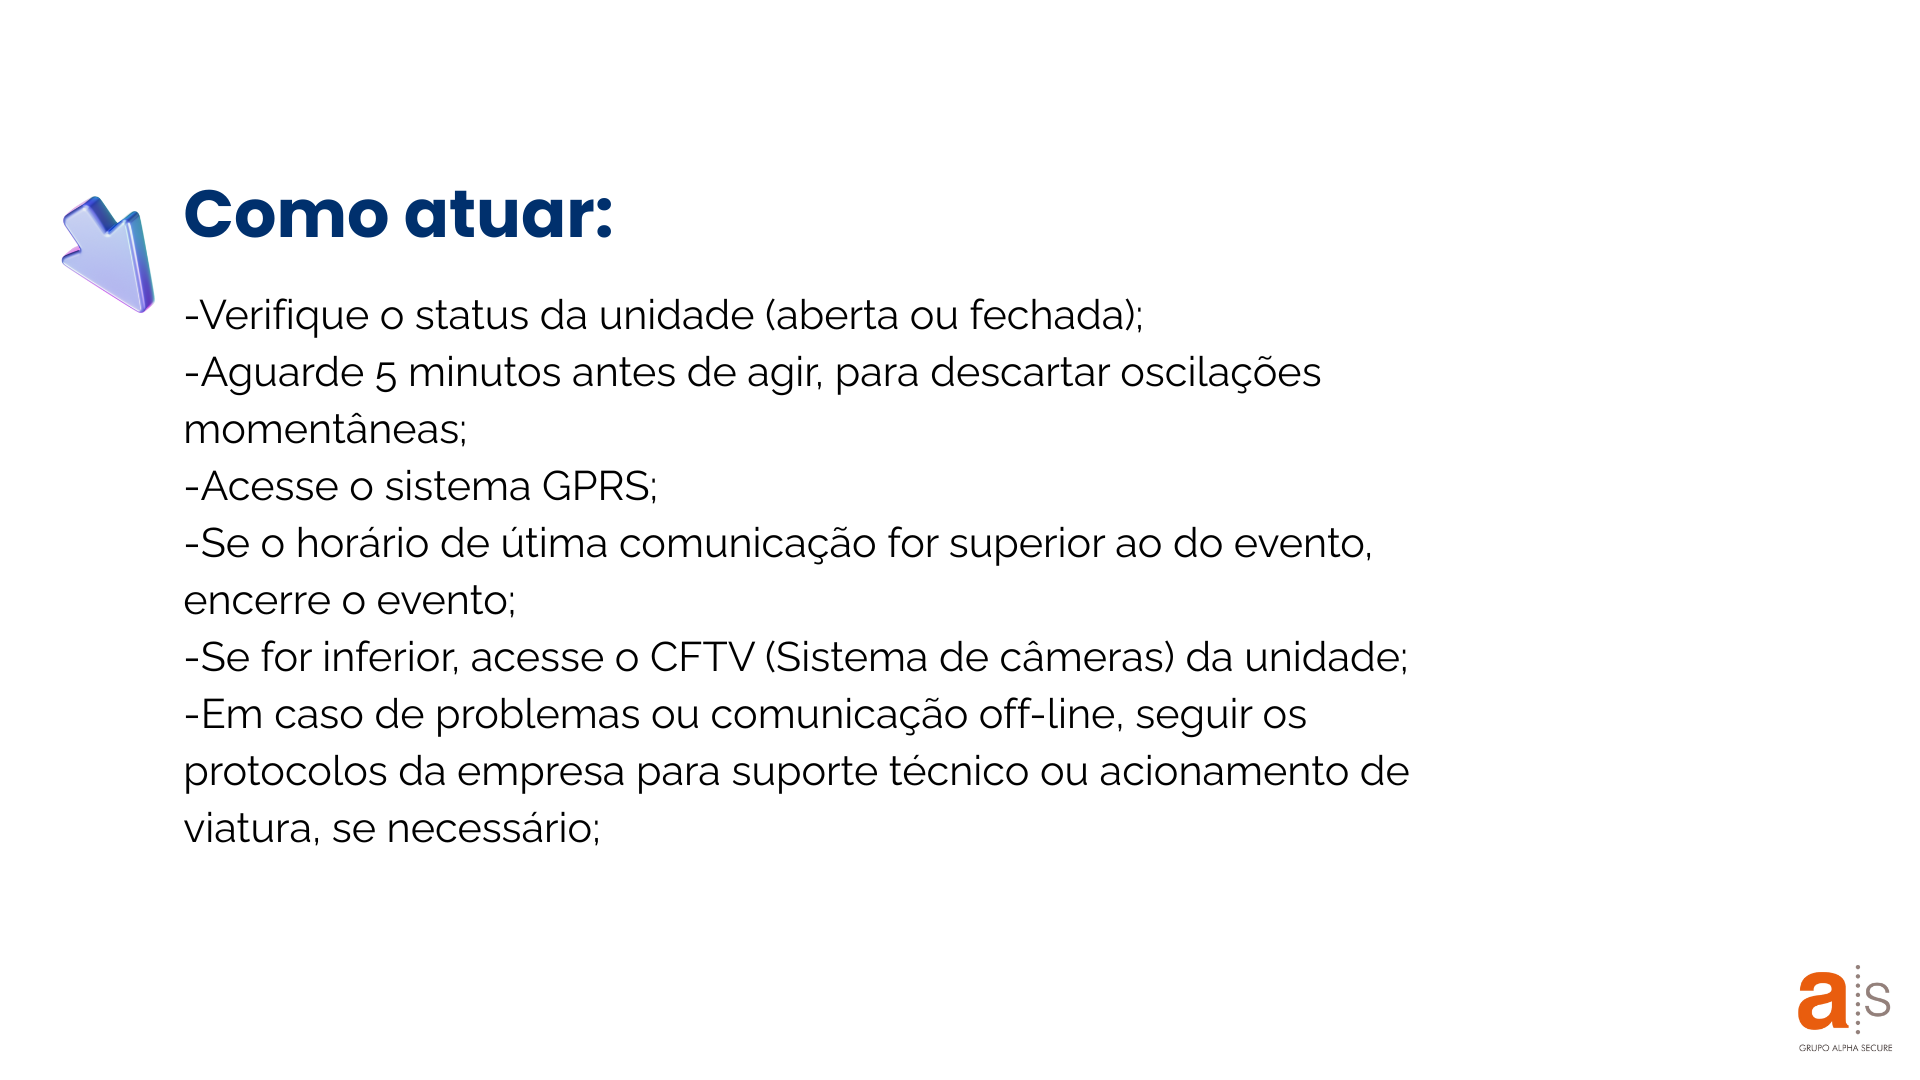 Como atuar:
-Verifique o status da unidade (aberta ou fechada);
-Aguarde 5 minutos antes de agir, para descartar oscilações
momentâneas;
-Acesse o sistema GPRS;
-Se o horário de útima comunicação for superior ao do evento,
encerre o evento;
-Se for inferior, acesse o CFTV (Sistema de câmeras) da unidade;
-Em caso de problemas ou comunicação off-line, seguir os
protocolos da empresa para suporte técnico ou acionamento de
viatura, se necessário;
a s
GRUPO ALPHA SECURE